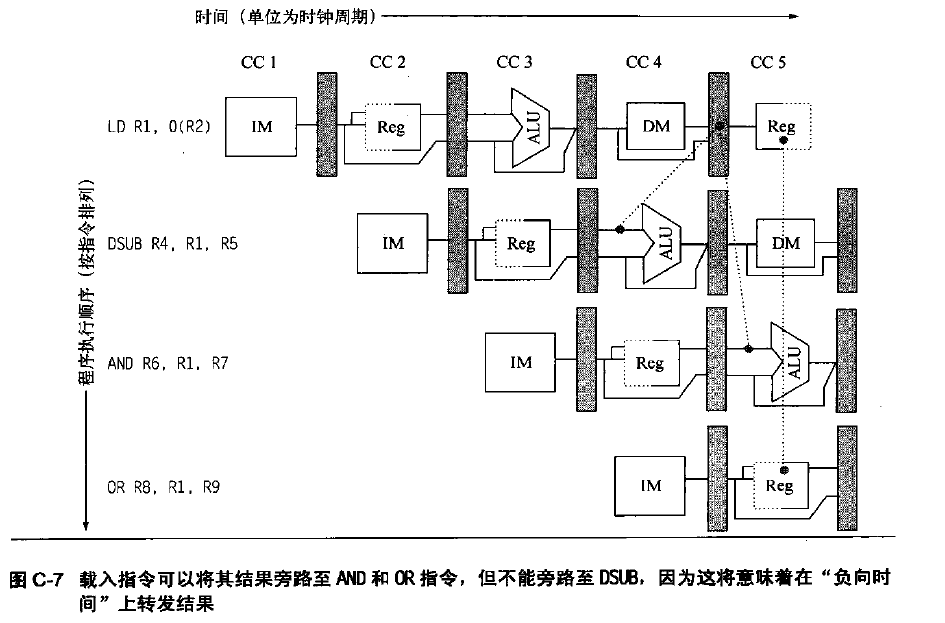 时间（单位为时钟周期）
CC 1 CC 2 CC 3 CC 4 CC 5
LD R1, 0(R2) IM Reg ALU DM Reg
DSUB R4, R1, R5 IM Reg ALU DM
AND R6, R1, R7 IM Reg ALU
OR R8, R1, R9 IM Reg
程序执行顺序（按指令排列）
图 C-7 载入指令可以将其结果旁路至AND 和 OR 指令，但不能旁路至 DSUB，因为这将意味着在“负向时
间”上转发结果